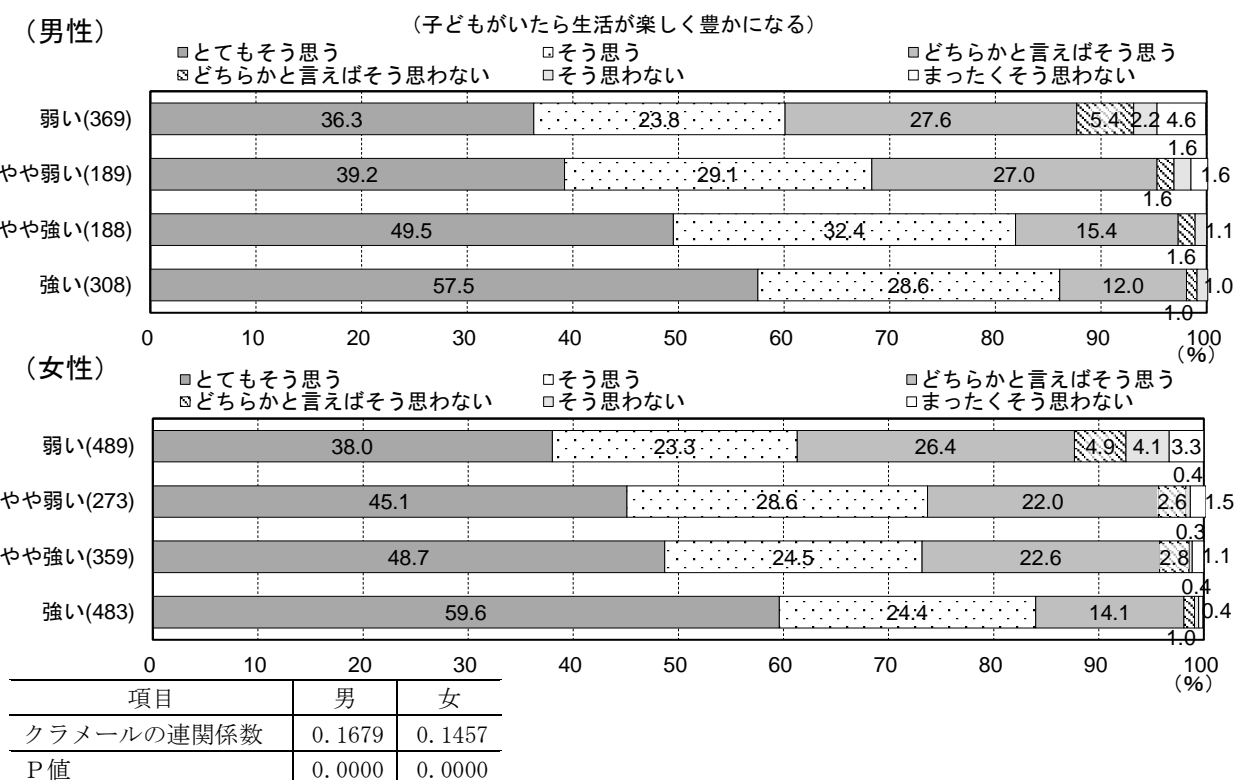 （男性）
（子どもがいたら生活が楽しく豊かになる）
とてもそう思う そう思う どちらかと言えばそう思う
どちらかと言えばそう思わない そう思わない まったくそう思わない
弱い(369) 36.3 23.8 27.6 5.4 2.2 4.6
やや弱い(189) 39.2 29.1 27.0 1.6 1.6 1.6
やや強い(188) 49.5 32.4 15.4 1.6 1.1
強い(308) 57.5 28.6 12.0 1.0 1.0
0 10 20 30 40 50 60 70 80 90 100
（%）
（女性）
とてもそう思う そう思う どちらかと言えばそう思う
どちらかと言えばそう思わない そう思わない まったくそう思わない
弱い(489) 38.0 23.3 26.4 4.9 4.1 3.3
やや弱い(273) 45.1 28.6 22.0 2.6 0.4 1.5
やや強い(359) 48.7 24.5 22.6 2.8 0.3 1.1
強い(483) 59.6 24.4 14.1 1.0 0.4 0.4
0 10 20 30 40 50 60 70 80 90 100
（%）
項目 男 女
クラメールの連関係数 0.1679 0.1457
Ｐ値 0.0000 0.0000